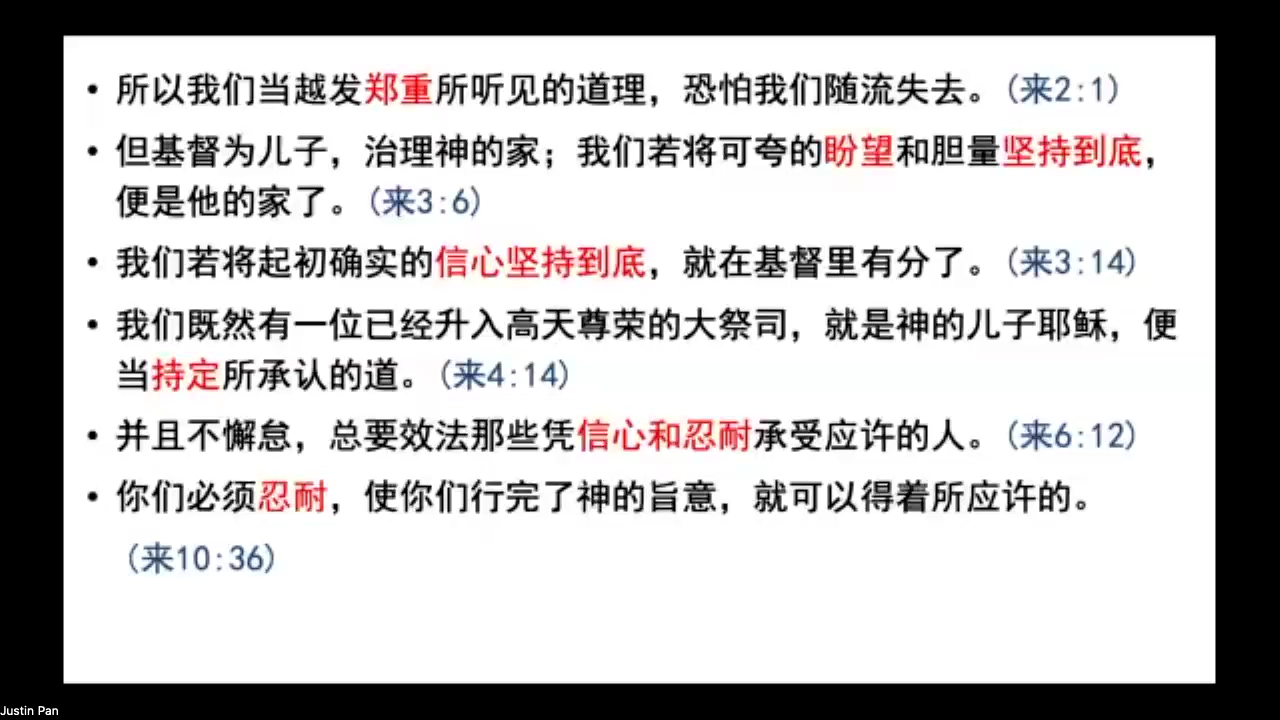 • 所以我们当越发郑重所听见的道理，恐怕我们随流失去。(来2:1)
• 但基督为儿子，治理神的家；我们若将可夸的盼望和胆量坚持到底，
便是他的家了。(来3:6)
• 我们若将起初确实的信心坚持到底，就在基督里有分了。(来3:14)
• 我们既然有一位已经升入高天尊荣的大祭司，就是神的儿子耶稣，便
当持定所承认的道。(来4:14)
• 并且不懈怠，总要效法那些凭信心和忍耐承受应许的人。(来6:12)
• 你们必须忍耐，使你们行完了神的旨意，就可以得着所应许的。
(来10:36)
Justin Pan